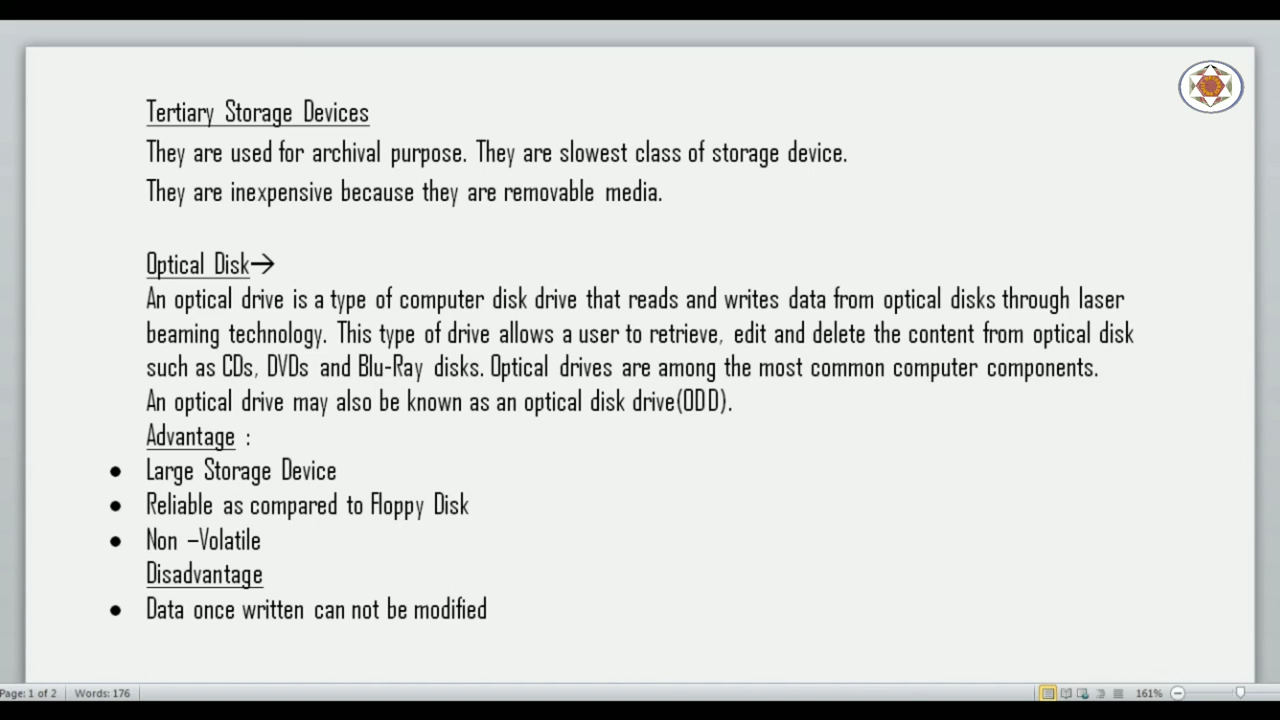 Tertiary Storage Devices
They are used for archival purpose. They are slowest class of storage device.
They are inexpensive because they are removable media.
Optical Disk→
An optical drive is a type of computer disk drive that reads and writes data from optical disks through laser
beaming technology. This type of drive allows a user to retrieve, edit and delete the content from optical disk
such as CDs, DVDs and Blu-Ray disks. Optical drives are among the most common computer components.
An optical drive may also be known as an optical disk drive(ODD).
Advantage :
● Large Storage Device
● Reliable as compared to Floppy Disk
● Non –Volatile
Disadvantage
● Data once written can not be modified
Page: 1 of 2 Words: 176 161%